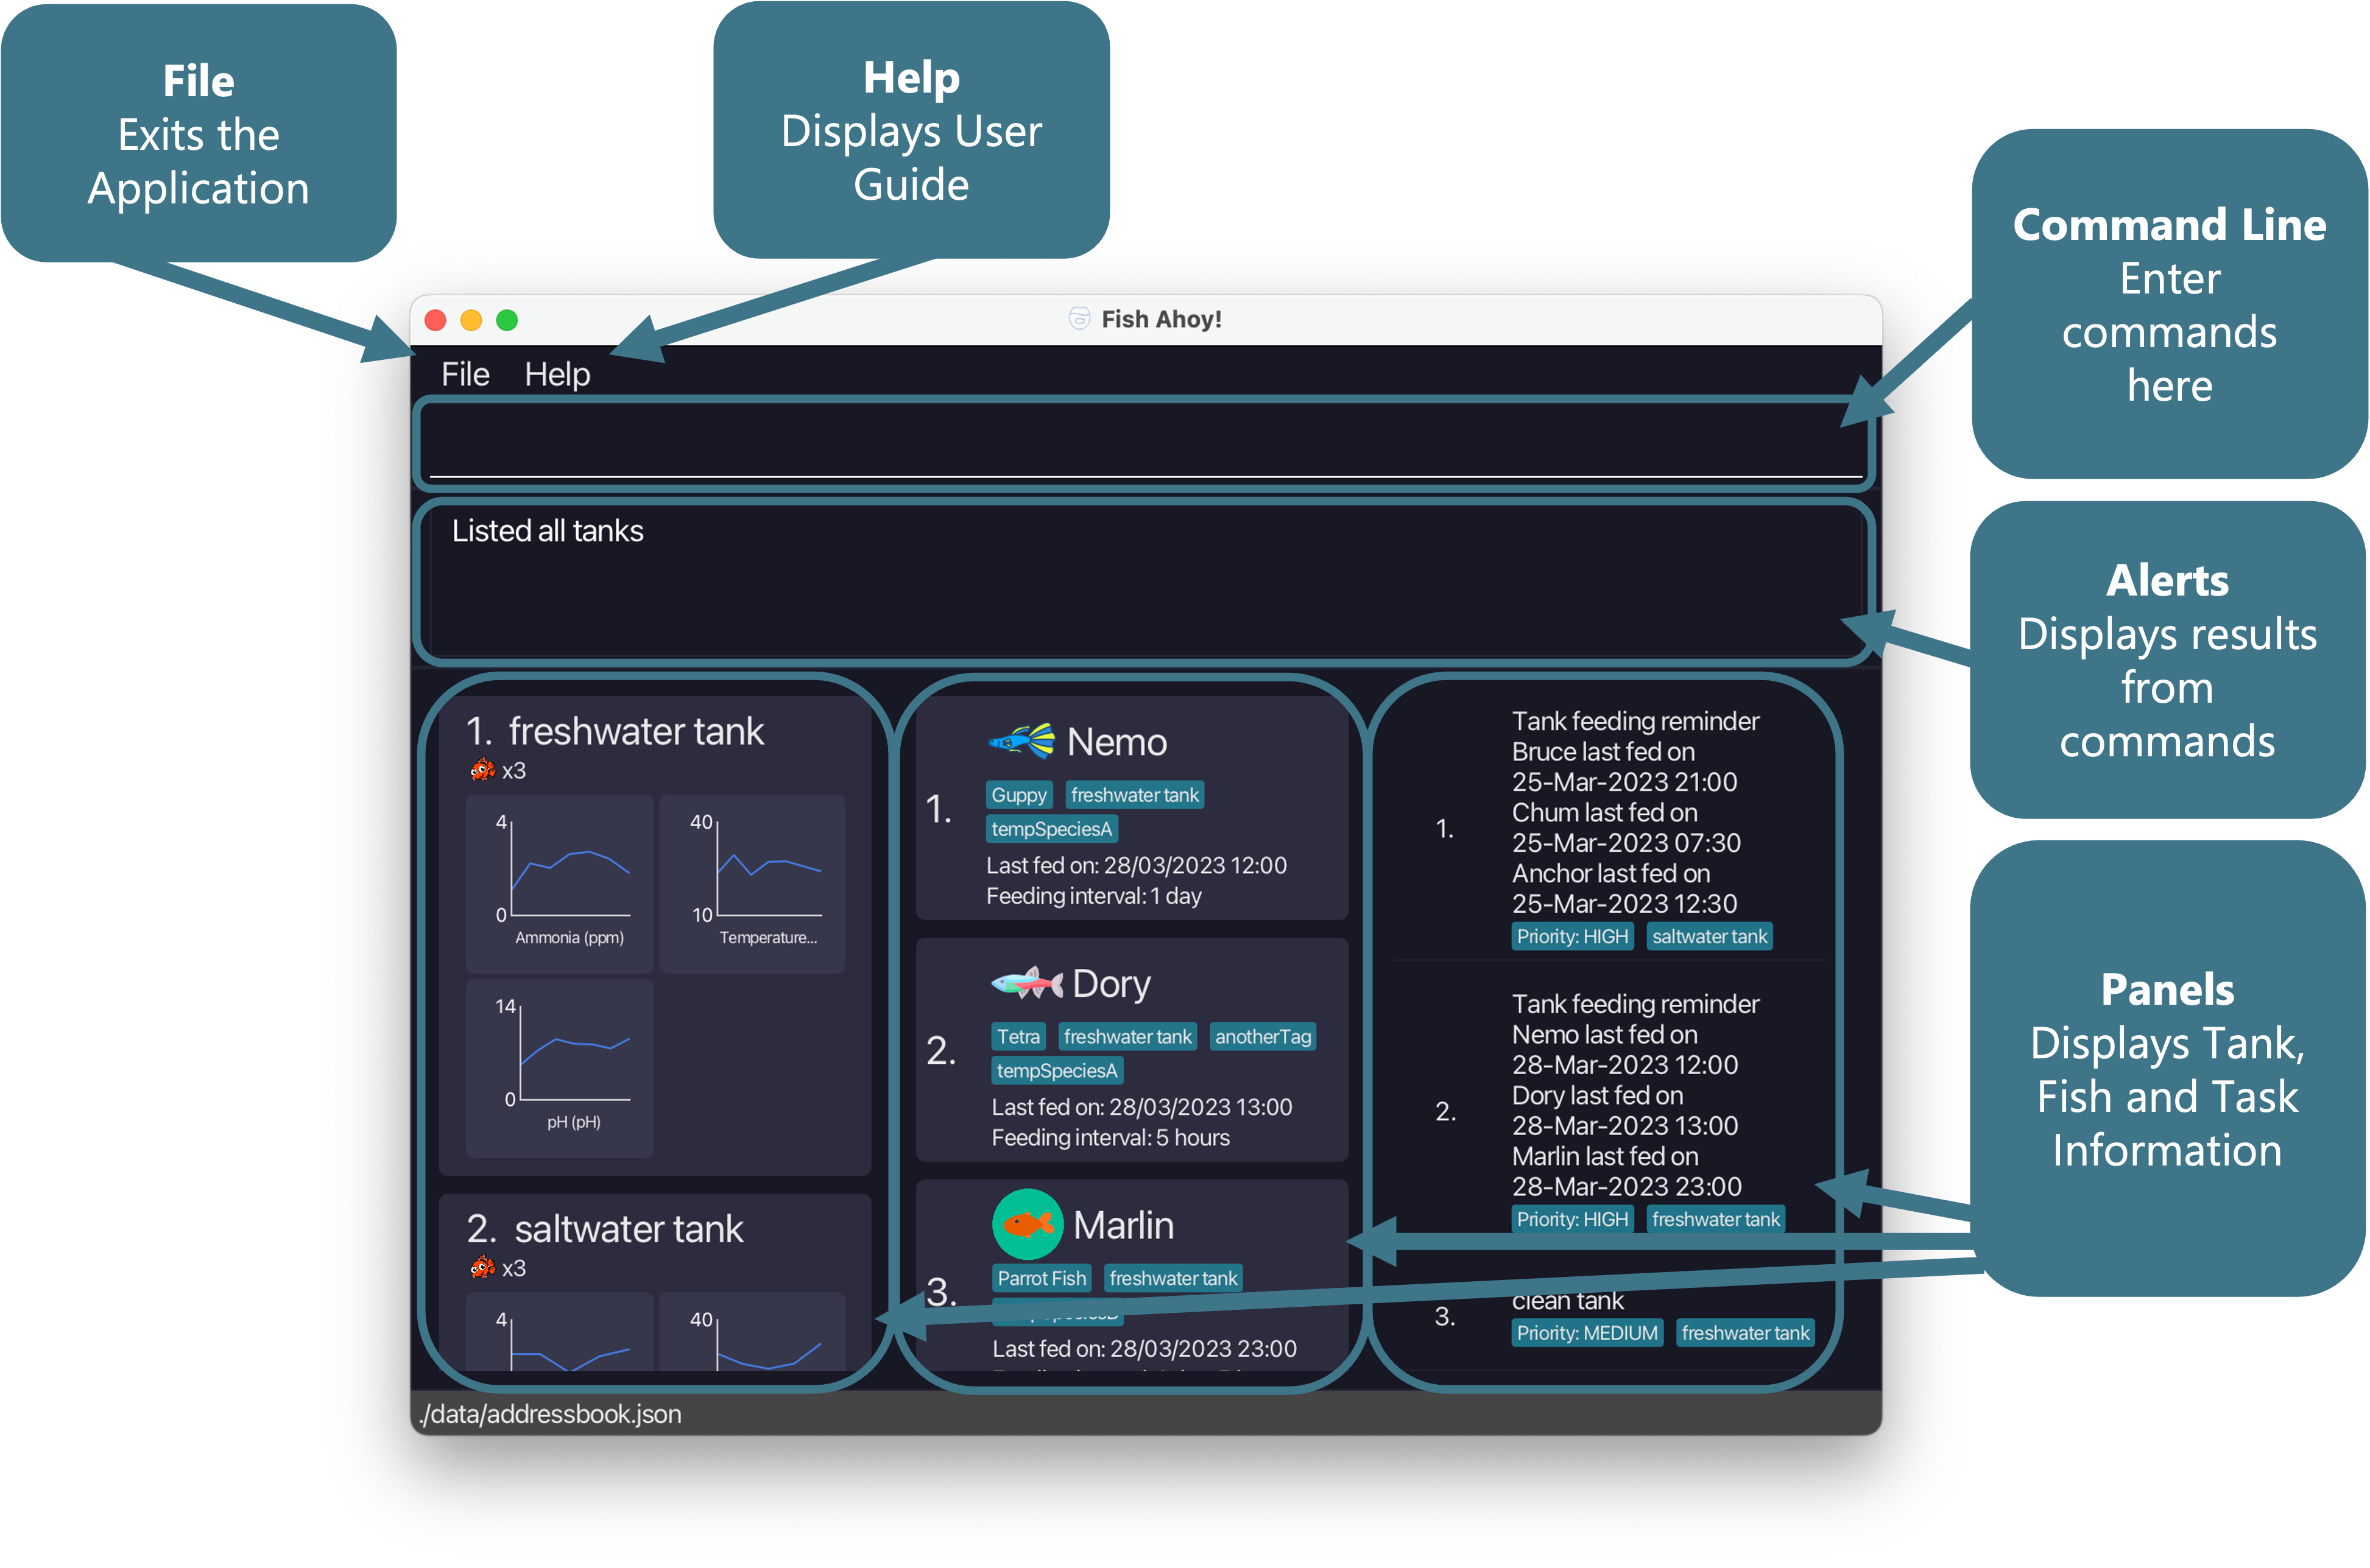 File
Exits the
Application
Help
Displays User
Guide
Command Line
Enter
commands
here
Alerts
Displays results
from
commands
Panels
Displays Tank,
Fish and Task
Information
Fish Ahoy!
File Help
Listed all tanks
1. freshwater tank
x3
4
0
Ammonia (ppm)
40
10
Temperature...
14
0
pH (pH)
2. saltwater tank
x3
4
40
1.
Nemo
Guppy freshwater tank
tempSpeciesA
Last fed on: 28/03/2023 12:00
Feeding interval: 1 day
2.
Dory
Tetra freshwater tank anotherTag
tempSpeciesA
Last fed on: 28/03/2023 13:00
Feeding interval: 5 hours
3.
Marlin
Parrot Fish freshwater tank
Last fed on: 28/03/2023 23:00
1.
Tank feeding reminder
Bruce last fed on
25-Mar-2023 21:00
Chum last fed on
25-Mar-2023 07:30
Anchor last fed on
25-Mar-2023 12:30
Priority: HIGH saltwater tank
2.
Tank feeding reminder
Nemo last fed on
28-Mar-2023 12:00
Dory last fed on
28-Mar-2023 13:00
Marlin last fed on
28-Mar-2023 23:00
Priority: HIGH freshwater tank
3.
clean tank
Priority: MEDIUM freshwater tank
./data/addressbook.json